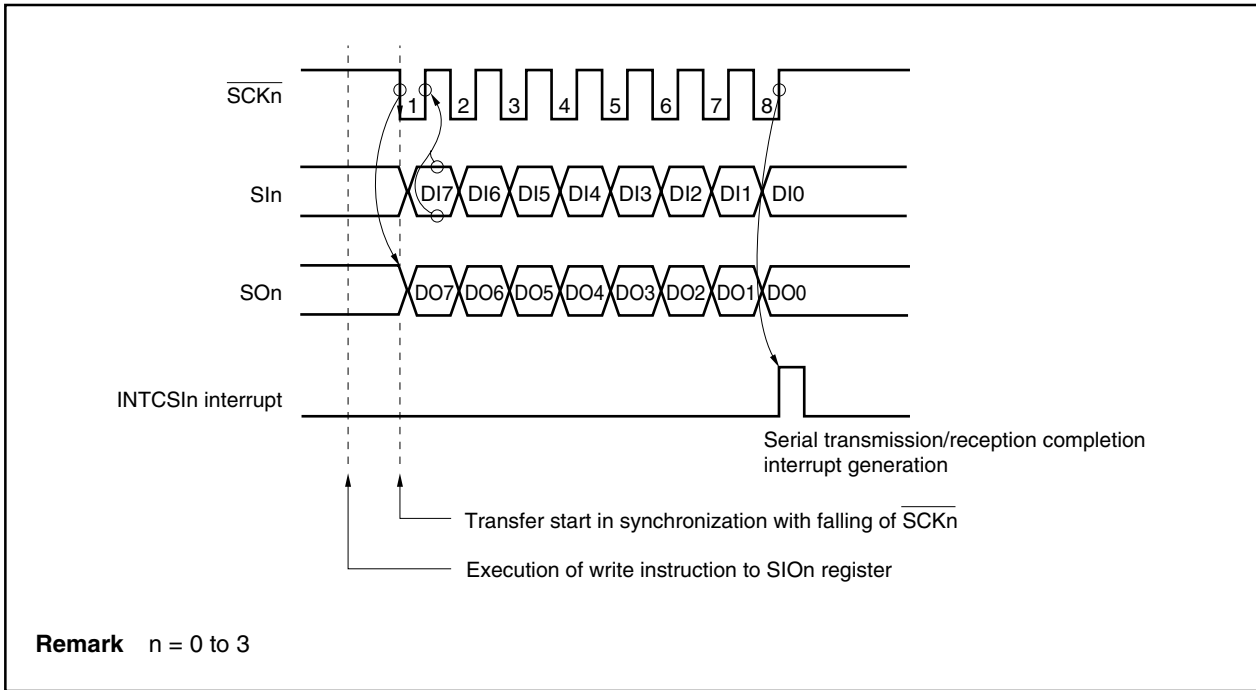 SCKn
1 2 3 4 5 6 7 8
SIn
DI7 DI6 DI5 DI4 DI3 DI2 DI1 DI0
SOn
DO7 DO6 DO5 DO4 DO3 DO2 DO1 DO0
INTCSIn interrupt
Serial transmission/reception completion
interrupt generation
Transfer start in synchronization with falling of SCKn
Execution of write instruction to SIOn register
Remark n = 0 to 3